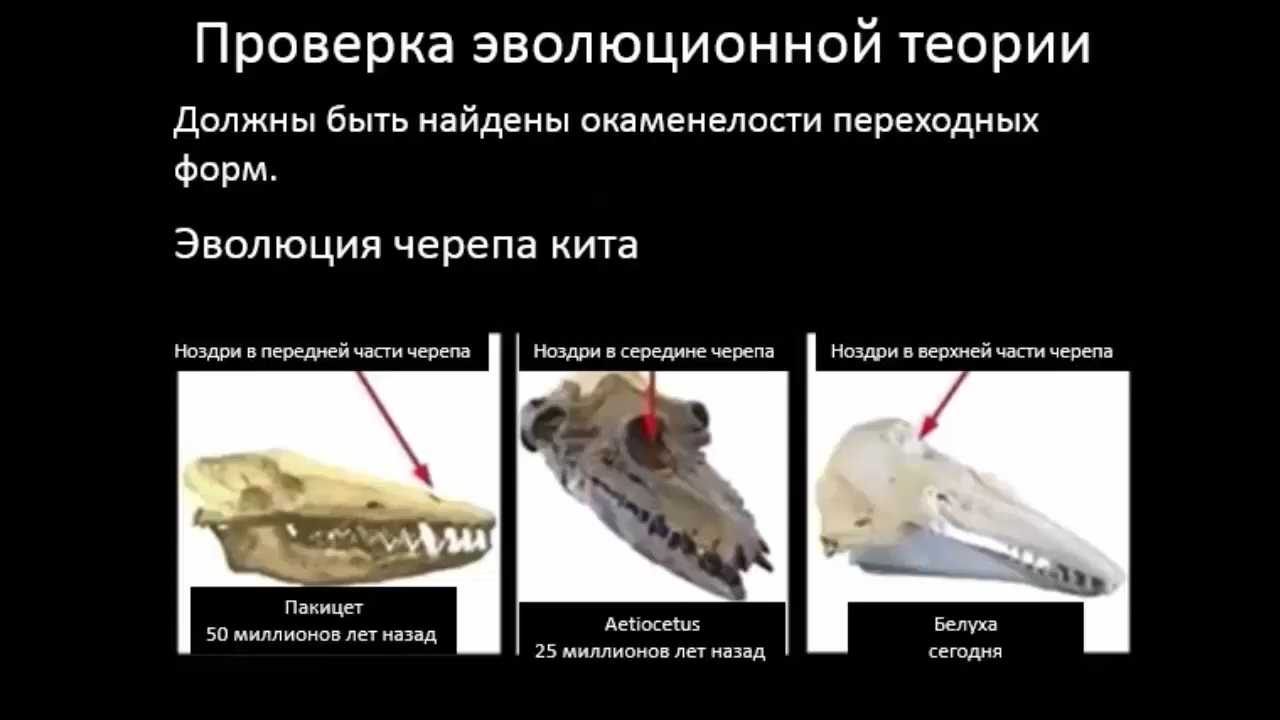 Проверка эволюционной теории
Должны быть найдены окаменелости переходных
форм.
Эволюция черепа кита
Ноздри в передней части черепа
Ноздри в середине черепа
Ноздри в верхней части черепа
Пакицет
50 миллионов лет назад
Aetiocetus
25 миллионов лет назад
Белуха
сегодня